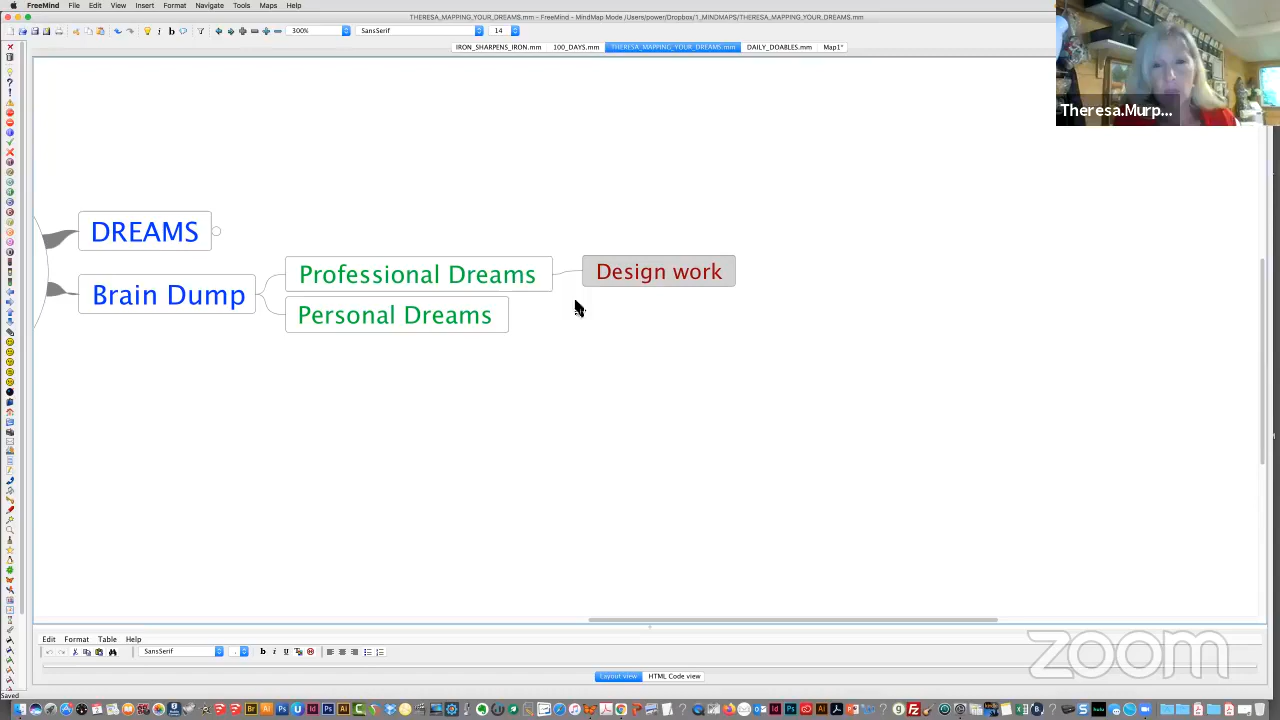 FreeMind File Edit View Insert Format Navigate Tools Maps Help
THERESA_MAPPING_YOUR_DREAMS.mm - FreeMind - MindMap Mode /Users/power/Dropbox/1_MINDMAPS/THERESA_MAPPING_YOUR_DREAMS.mm
300% SansSerif 14
IRON_SHARPENS_IRON.mm 100_DAYS.mm THERESA_MAPPING_YOUR_DREAMS.mm DAILY_DOABLES.mm Map1*
Theresa.Murp...
DREAMS
Professional Dreams
Design work
Brain Dump
Personal Dreams
Edit Format Table Help
SansSerif
Layout view HTML Code view
Saved
zoom